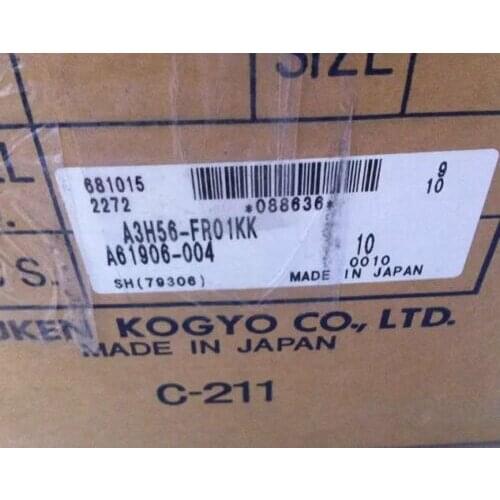 SIZE
681015
2272
*088636*
9
10
A3H56-FR01KK
A61906-004
10
0010
SH(79306)
MADE IN JAPAN
S.
UKEN KOGYO CO., LTD.
MADE IN JAPAN
C-211